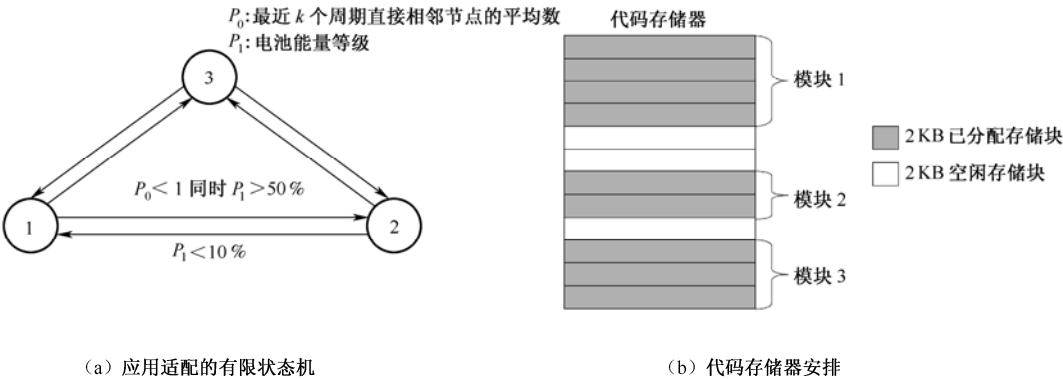 P₀:最近 k 个周期直接相邻节点的平均数
P₁:电池能量等级
3
P₀<1 同时 P₁>50%
1
2
P₁<10%
(a) 应用适配的有限状态机
代码存储器
模块 1
模块 2
模块 3
2 KB 已分配存储块
2 KB 空闲存储块
(b) 代码存储器安排